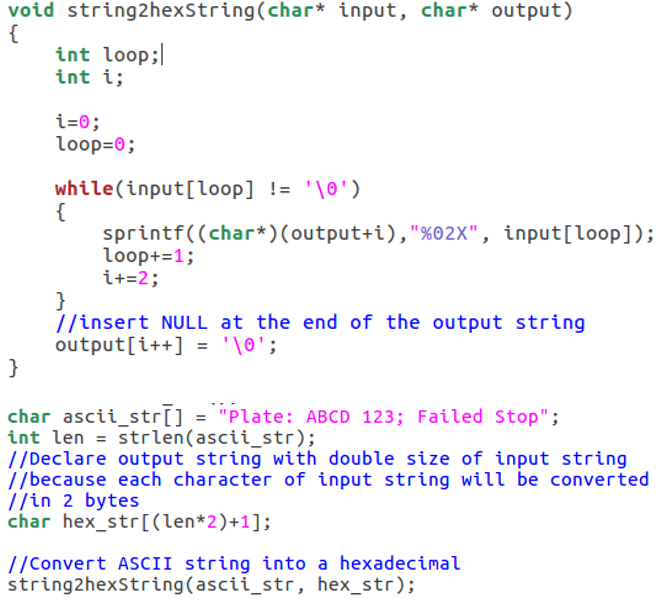 void string2hexString(char* input, char* output)
{
    int loop;
    int i;

    i=0;
    loop=0;

    while(input[loop] != '\0')
    {
        sprintf((char*)(output+i),"%02X", input[loop]);
        loop+=1;
        i+=2;
    }
    //insert NULL at the end of the output string
    output[i++] = '\0';
}

char ascii_str[] = "Plate: ABCD 123; Failed Stop";
int len = strlen(ascii_str);
//Declare output string with double size of input string
//because each character of input string will be converted
//in 2 bytes
char hex_str[(len*2)+1];

//Convert ASCII string into a hexadecimal
string2hexString(ascii_str, hex_str);